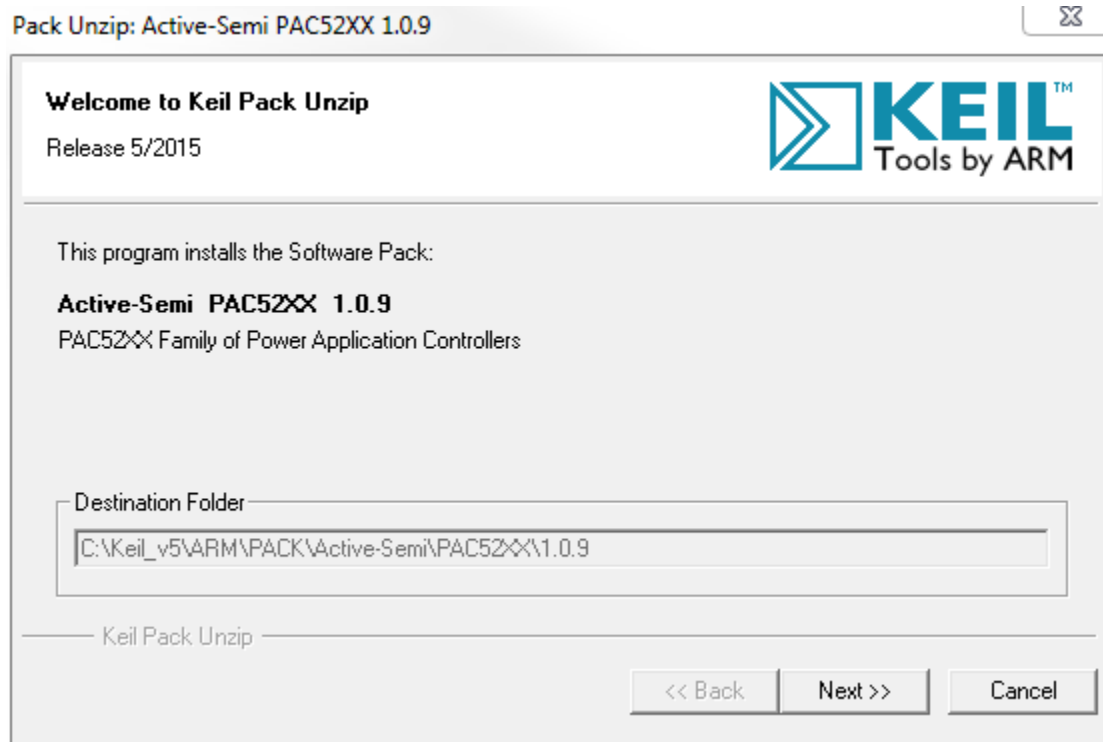 Pack Unzip: Active-Semi PAC52XX 1.0.9
Welcome to Keil Pack Unzip
Release 5/2015
KEIL™
Tools by ARM
This program installs the Software Pack:
Active-Semi PAC52XX 1.0.9
PAC52XX Family of Power Application Controllers
Destination Folder
C:\Keil_v5\ARM\PACK\Active-Semi\PAC52XX\1.0.9
Keil Pack Unzip
<< Back
Next >>
Cancel